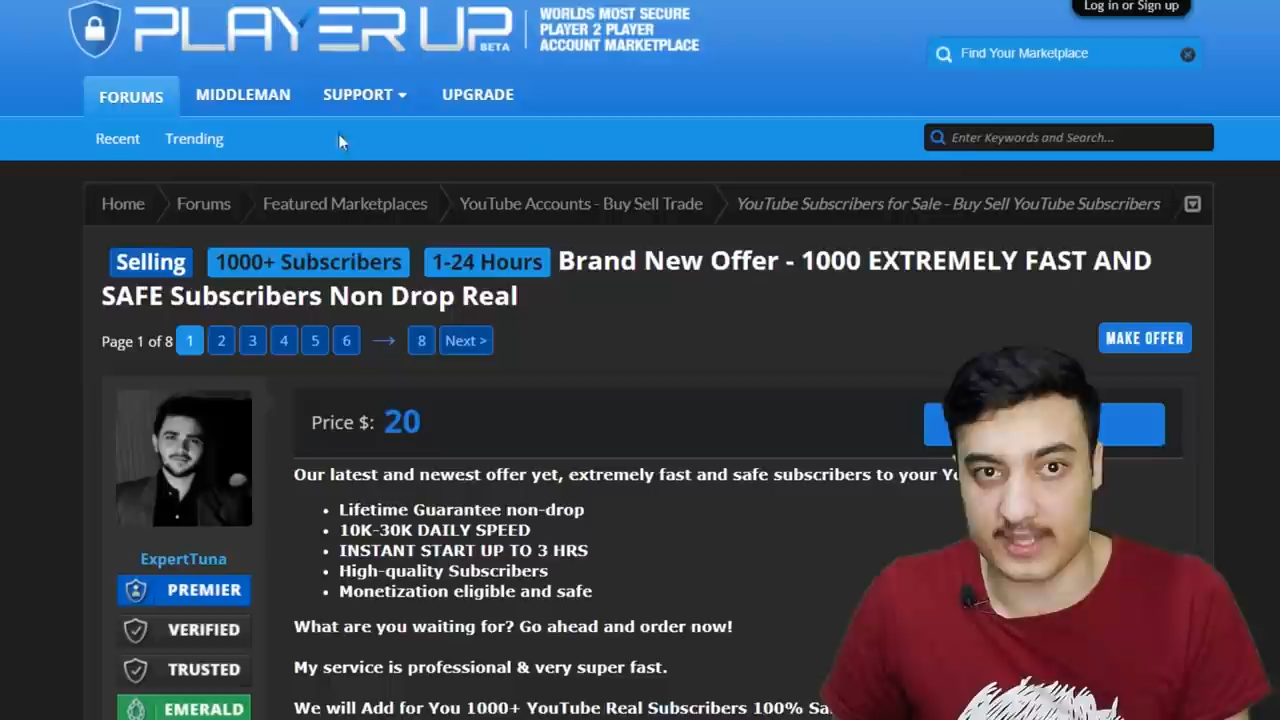 PLAYER UP
BETA
WORLDS MOST SECURE
PLAYER 2 PLAYER
ACCOUNT MARKETPLACE
Log in or Sign up
Find Your Marketplace
FORUMS
MIDDLEMAN
SUPPORT
UPGRADE
Recent
Trending
Enter Keywords and Search...
Home
Forums
Featured Marketplaces
YouTube Accounts - Buy Sell Trade
YouTube Subscribers for Sale - Buy Sell YouTube Subscribers
Selling 1000+ Subscribers 1-24 Hours Brand New Offer - 1000 EXTREMELY FAST AND
SAFE Subscribers Non Drop Real
Page 1 of 8 1 2 3 4 5 6 → 8 Next >
MAKE OFFER
Price $: 20
Our latest and newest offer yet, extremely fast and safe subscribers to your
• Lifetime Guarantee non-drop
• 10K-30K DAILY SPEED
• INSTANT START UP TO 3 HRS
• High-quality Subscribers
• Monetization eligible and safe
ExpertTuna
PREMIER
VERIFIED
TRUSTED
EMERALD
What are you waiting for? Go ahead and order now!
My service is professional & very super fast.
We will Add for You 1000+ YouTube Real Subscribers 100%